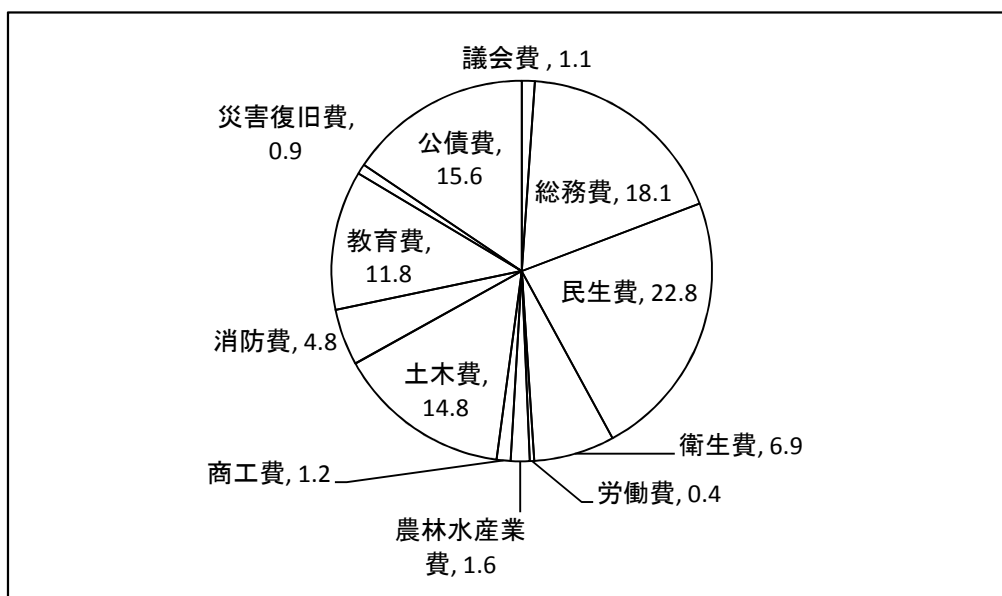 議会費 , 1.1
総務費, 18.1
民生費, 22.8
衛生費, 6.9
労働費, 0.4
農林水産業
費, 1.6
商工費, 1.2
土木費,
14.8
消防費, 4.8
教育費,
11.8
災害復旧費,
0.9
公債費,
15.6